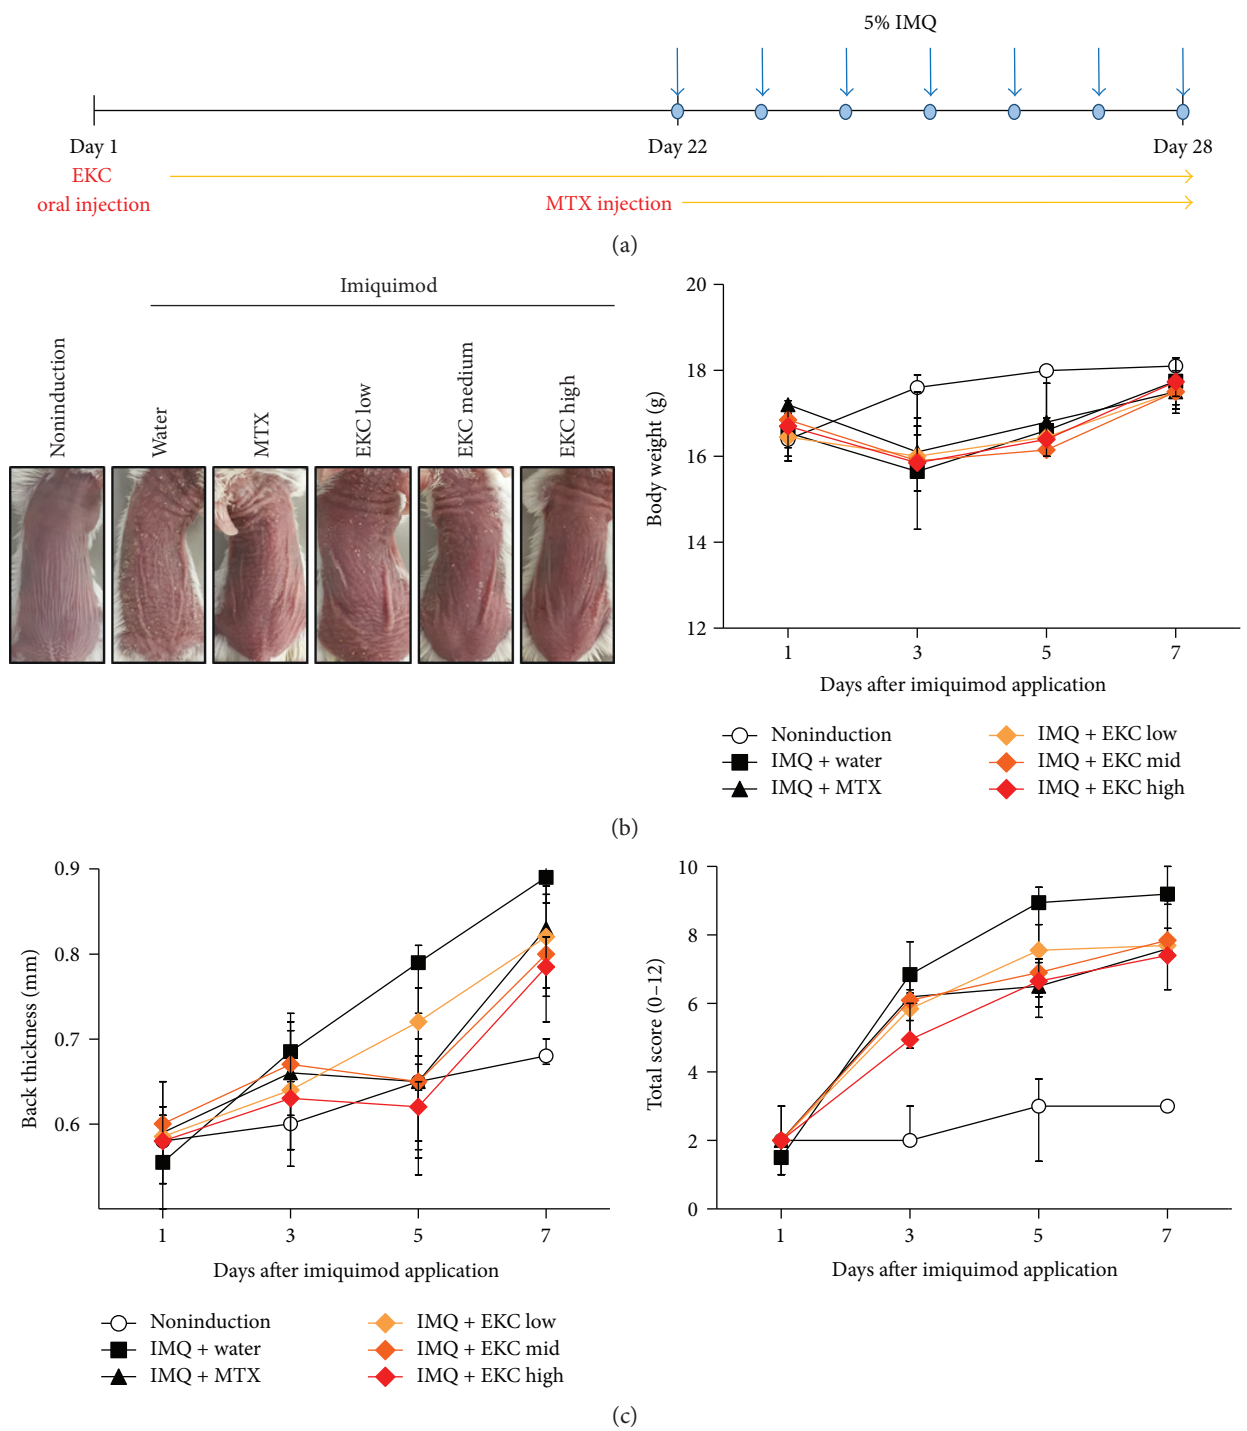 5% IMQ
Day 1
Day 22
Day 28
EKC
oral injection
MTX injection
(a)
Imiquimod
Noninduction
Water
MTX
EKC low
EKC medium
EKC high
20
18
16
14
12
Body weight (g)
1
3
5
7
Days after imiquimod application
Noninduction
IMQ + water
IMQ + MTX
IMQ + EKC low
IMQ + EKC mid
IMQ + EKC high
(b)
0.9
0.8
0.7
0.6
Back thickness (mm)
1
3
5
7
Days after imiquimod application
Noninduction
IMQ + water
IMQ + MTX
IMQ + EKC low
IMQ + EKC mid
IMQ + EKC high
10
8
6
4
2
0
Total score (0–12)
1
3
5
7
Days after imiquimod application
(c)